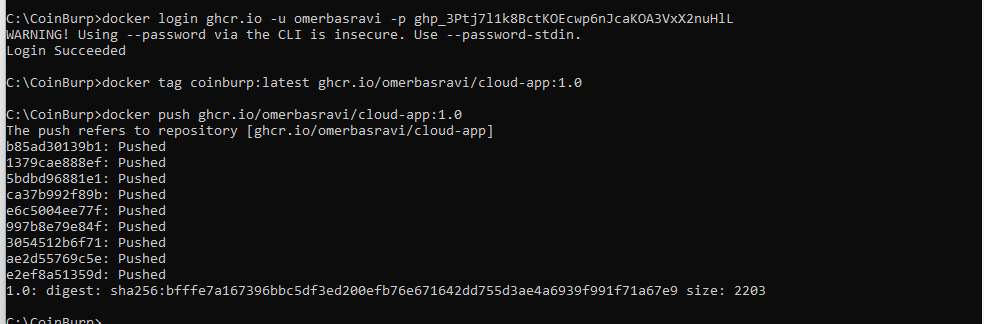 C:\CoinBurp>docker login ghcr.io -u omerbasravi -p 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
WARNING! Using --password via the CLI is insecure. Use --password-stdin.
Login Succeeded
C:\CoinBurp>docker tag coinburp:latest ghcr.io/omerbasravi/cloud-app:1.0
C:\CoinBurp>docker push ghcr.io/omerbasravi/cloud-app:1.0
The push refers to repository [ghcr.io/omerbasravi/cloud-app]
b85ad30139b1: Pushed
1379cae888ef: Pushed
5bdbd96881e1: Pushed
ca37b992f89b: Pushed
e6c5004ee77f: Pushed
997b8e79e84f: Pushed
3054512b6f71: Pushed
ae2d55769c5e: Pushed
e2ef8a51359d: Pushed
1.0: digest: sha256:bfffe7a167396bbc5df3ed200efb76e671642dd755d3ae4a6939f991f71a67e9 size: 2203
C:\CoinBurp>